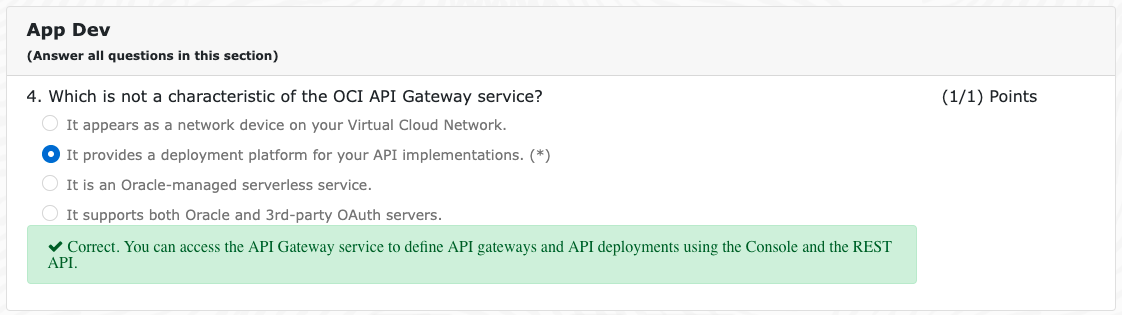 App Dev
(Answer all questions in this section)
4. Which is not a characteristic of the OCI API Gateway service?
(1/1) Points
It appears as a network device on your Virtual Cloud Network.
It provides a deployment platform for your API implementations. (*)
It is an Oracle-managed serverless service.
It supports both Oracle and 3rd-party OAuth servers.
✔ Correct. You can access the API Gateway service to define API gateways and API deployments using the Console and the REST
API.